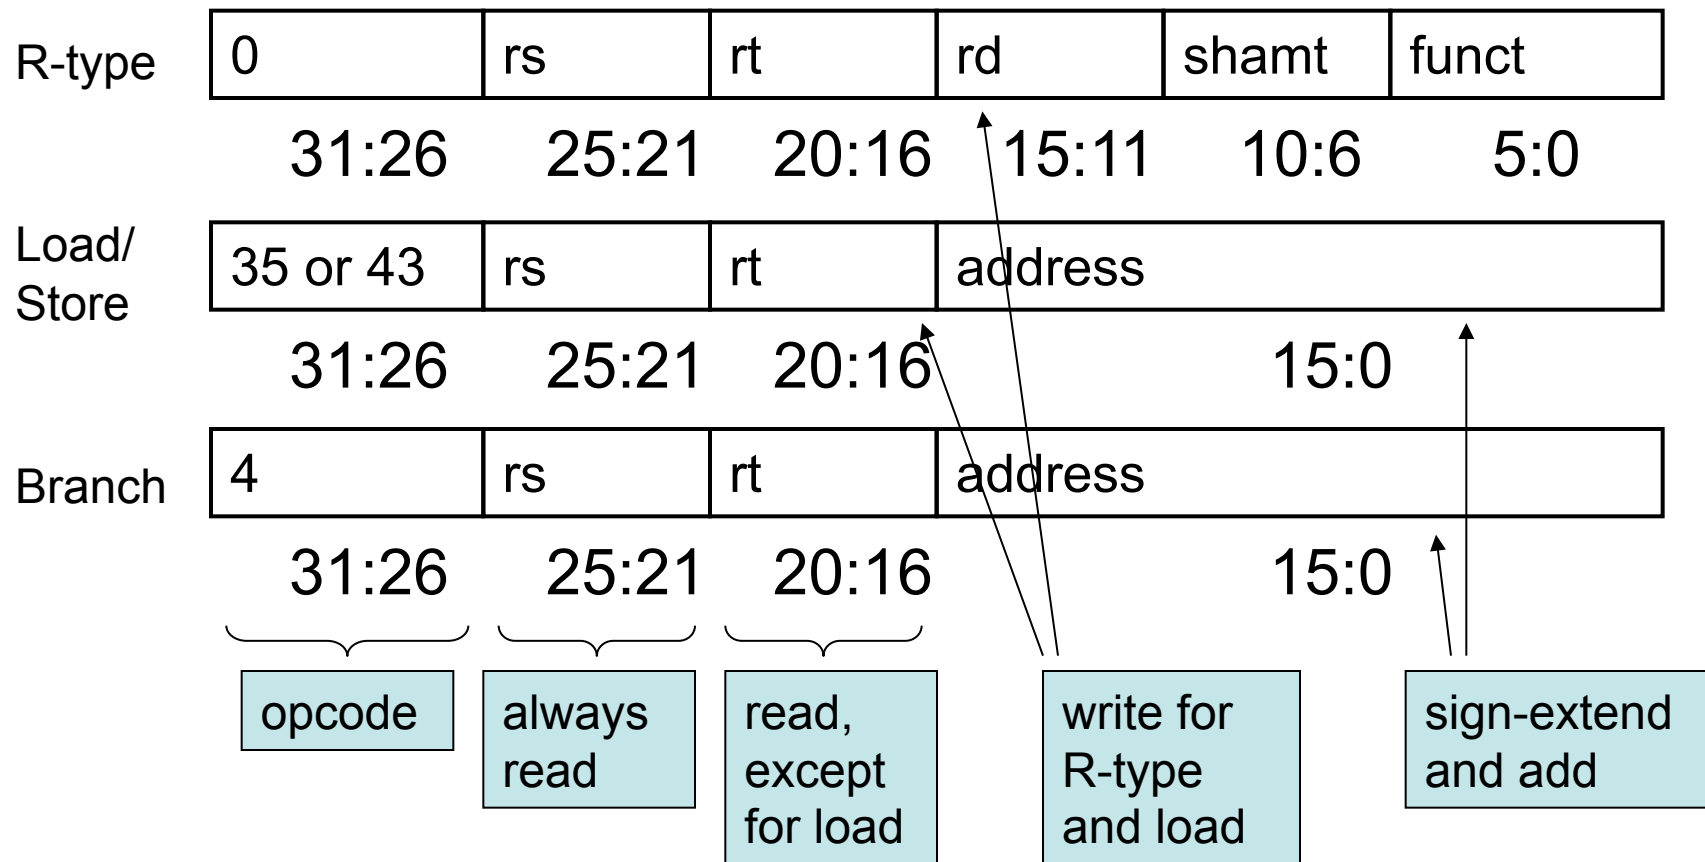 R-type 0 rs rt rd shamt funct
31:26 25:21 20:16 15:11 10:6 5:0
Load/
Store
35 or 43 rs rt address
31:26 25:21 20:16 15:0
Branch 4 rs rt address
31:26 25:21 20:16 15:0
opcode
always
read
read,
except
for load
write for
R-type
and load
sign-extend
and add